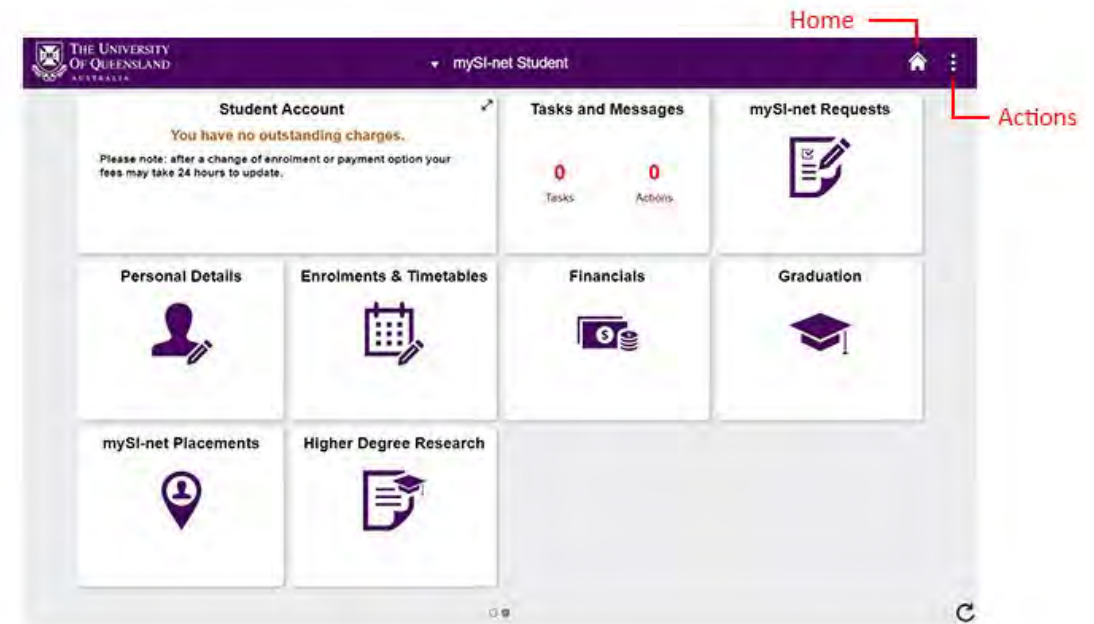 Home
THE UNIVERSITY
OF QUEENSLAND
AUSTRALIA
mySI-net Student
Actions
Student Account
You have no outstanding charges.
Please note: after a change of enrolment or payment option your
fees may take 24 hours to update.
Tasks and Messages
0
0
Tasks
Actions
mySI-net Requests
Personal Details
Enrolments & Timetables
Financials
$
Graduation
mySI-net Placements
Higher Degree Research